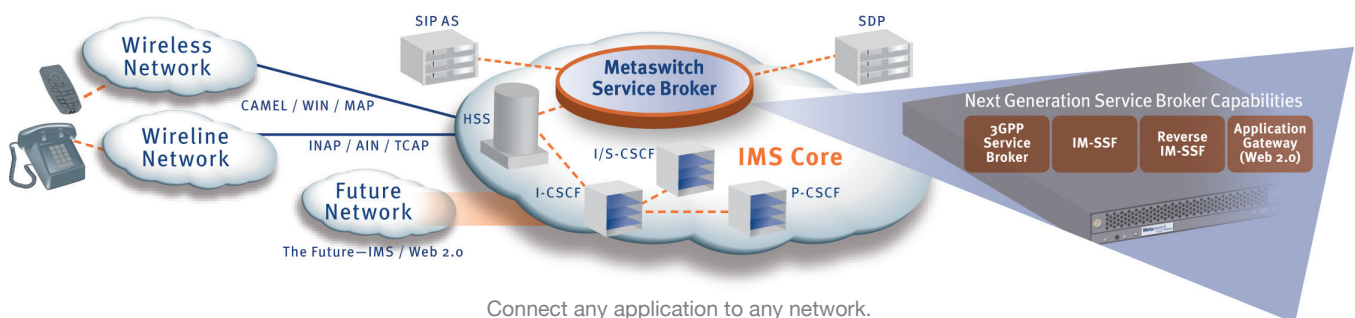 SIP AS
SDP
Wireless
Network
Metaswitch
Service Broker
Next Generation Service Broker Capabilities
CAMEL / WIN / MAP
HSS
3GPP
Service
Broker
IM-SSF
Reverse
IM-SSF
Application
Gateway
(Web 2.0)
Wireline
Network
INAP / AIN / TCAP
I/S-CSCF
IMS Core
Future
Network
I-CSCF
P-CSCF
The Future—IMS / Web 2.0
Metaswitch
Connect any application to any network.